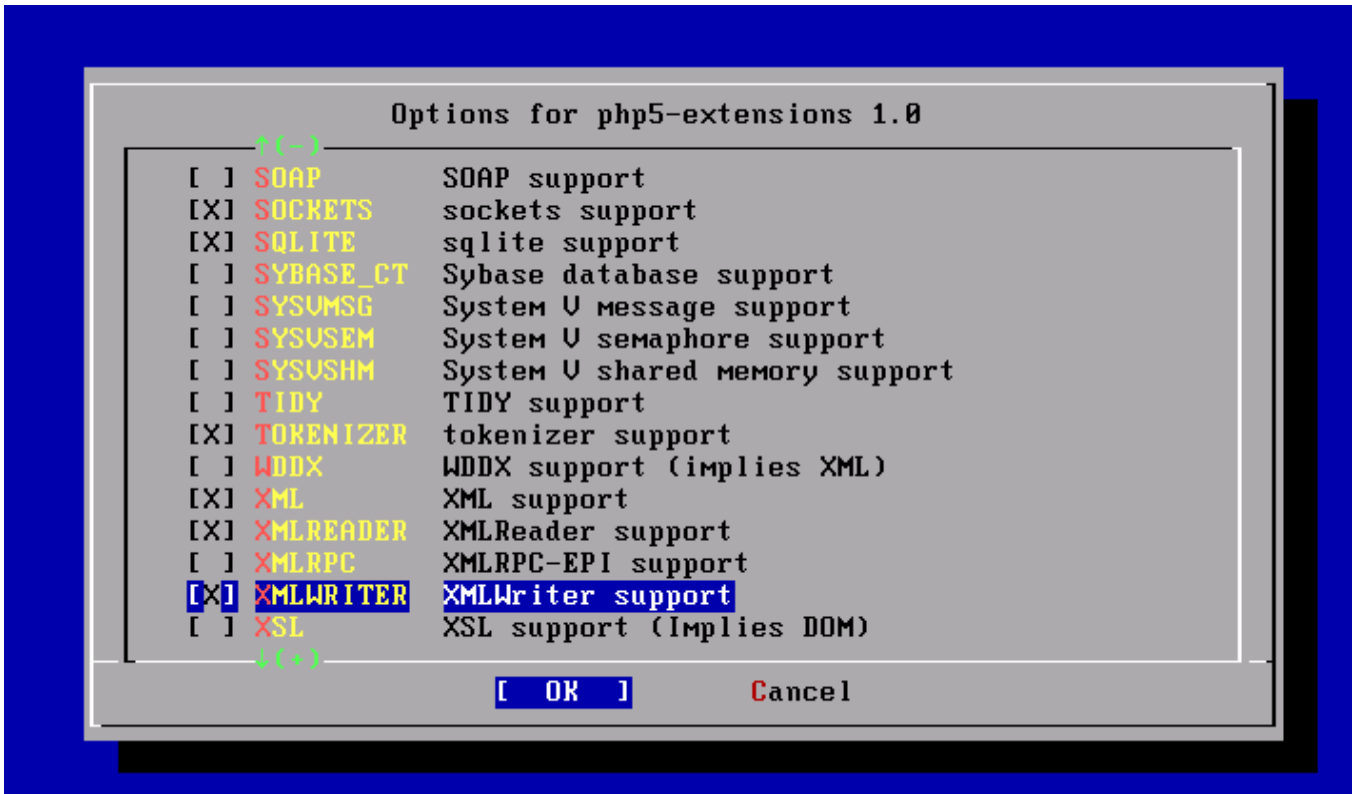 Options for php5-extensions 1.0
↑(-)
[ ] SOAP SOAP support
[X] SOCKETS sockets support
[X] SQLITE sqlite support
[ ] SYBASE_CT Sybase database support
[ ] SYSVMSG System V message support
[ ] SYSVSEM System V semaphore support
[ ] SYSVSHM System V shared memory support
[ ] TIDY TIDY support
[X] TOKENIZER tokenizer support
[ ] WDDX WDDX support (implies XML)
[X] XML XML support
[X] XMLREADER XMLReader support
[ ] XMLRPC XMLRPC-EPI support
[X] XMLWRITER XMLWriter support
[ ] XSL XSL support (Implies DOM)
↓(+)
[ OK ] Cancel